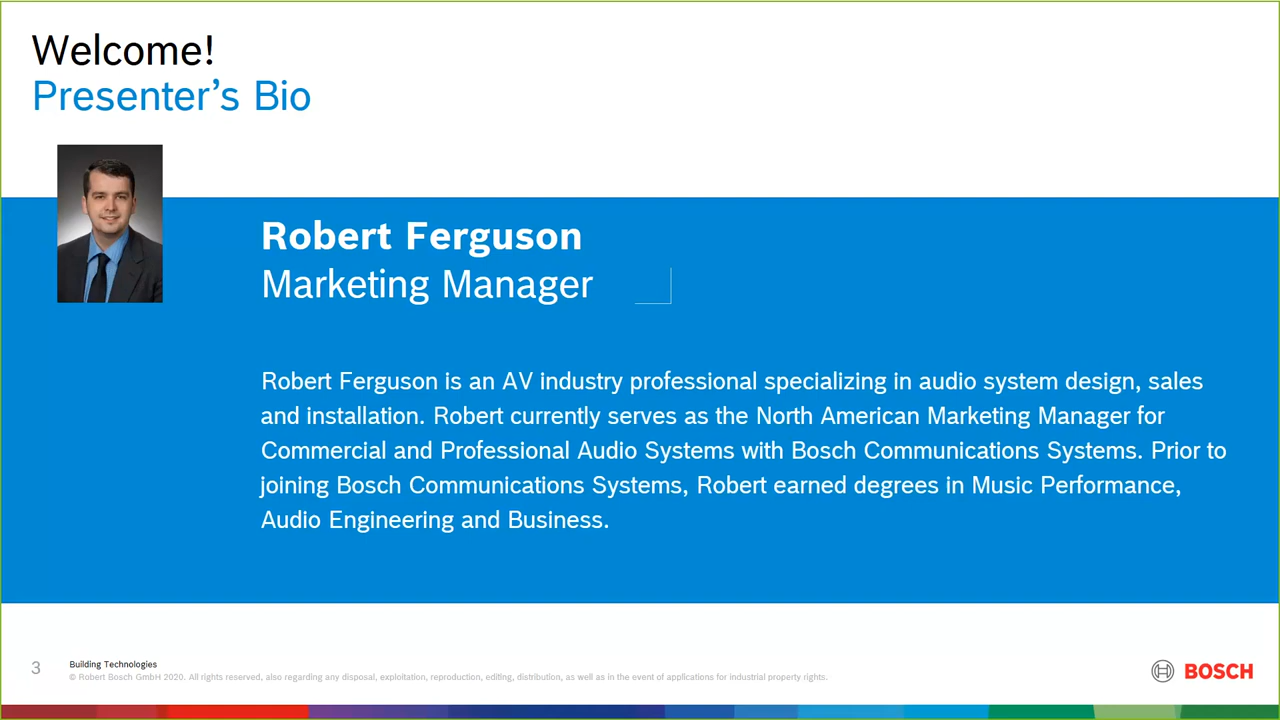 Welcome!
Presenter’s Bio
Robert Ferguson
Marketing Manager
Robert Ferguson is an AV industry professional specializing in audio system design, sales
and installation. Robert currently serves as the North American Marketing Manager for
Commercial and Professional Audio Systems with Bosch Communications Systems. Prior to
joining Bosch Communications Systems, Robert earned degrees in Music Performance,
Audio Engineering and Business.
3
Building Technologies
© Robert Bosch GmbH 2020. All rights reserved, also regarding any disposal, exploitation, reproduction, editing, distribution, as well as in the event of applications for industrial property rights.
BOSCH